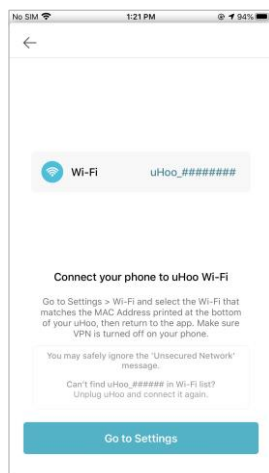 No SIM 1:21 PM 94%
Wi-Fi uHoo_########
Connect your phone to uHoo Wi-Fi
Go to Settings > Wi-Fi and select the Wi-Fi that
matches the MAC Address printed at the bottom
of your uHoo, then return to the app. Make sure
VPN is turned off on your phone.
You may safely ignore the 'Unsecured Network'
message.
Can't find uHoo_###### in Wi-Fi list?
Unplug uHoo and connect it again.
Go to Settings